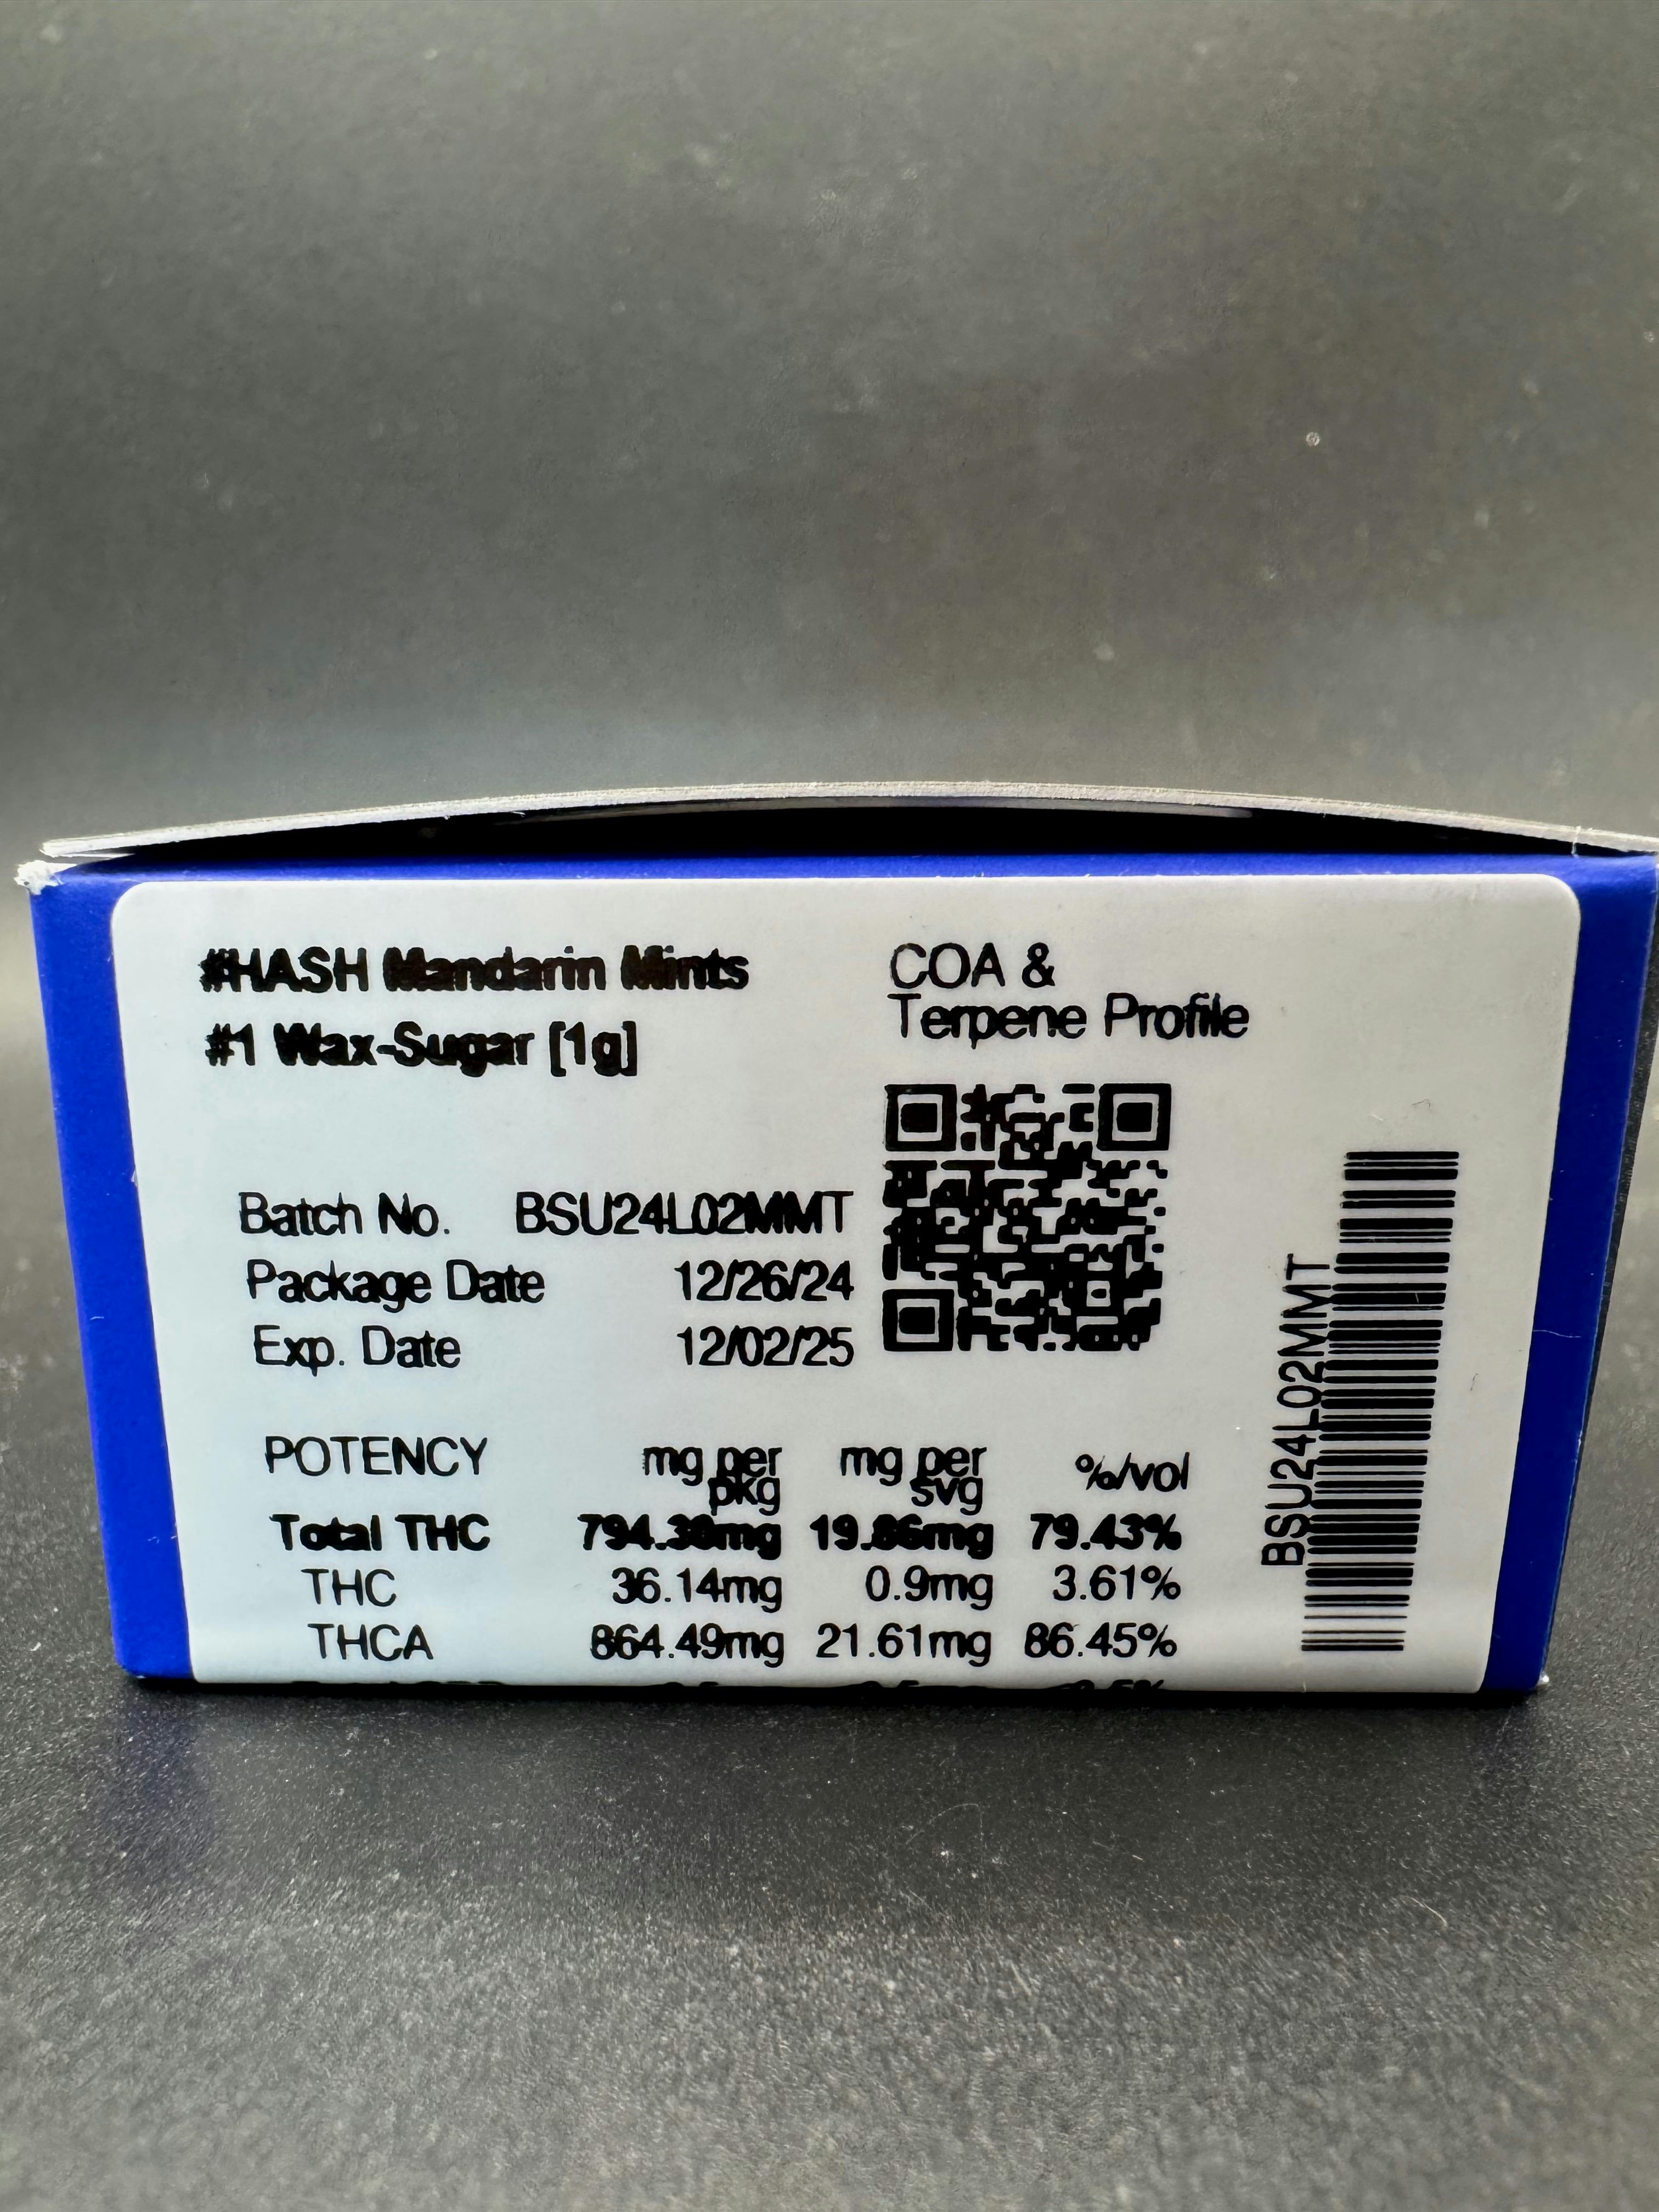 #HASH Mandarin Mints
#1 Wax-Sugar [1g]
COA &
Terpene Profile
Batch No. BSU24L02MMT
Package Date 12/26/24
Exp. Date 12/02/25
POTENCY mg per pkg mg per svg %/vol
Total THC 794.30mg 19.86mg 79.43%
THC 36.14mg 0.9mg 3.61%
THCA 864.49mg 21.61mg 86.45%
BSU24L02MMT